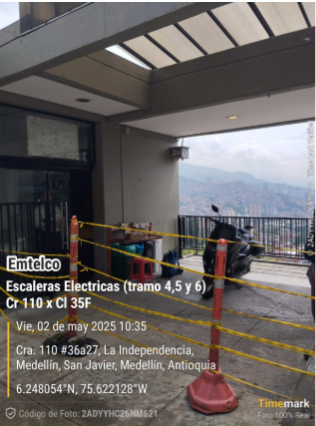 Emtelco
Escaleras Electricas (tramo 4,5 y 6)
Cr 110 x Cl 35F
Vie, 02 de may 2025 10:35
Cra. 110 #36a27, La Independencia,
Medellín, San Javier, Medellín, Antioquia
6.248054°N, 75.622128°W
Timemark
Foto 100% Real
Código de Foto: 2ADYYHC26NM621